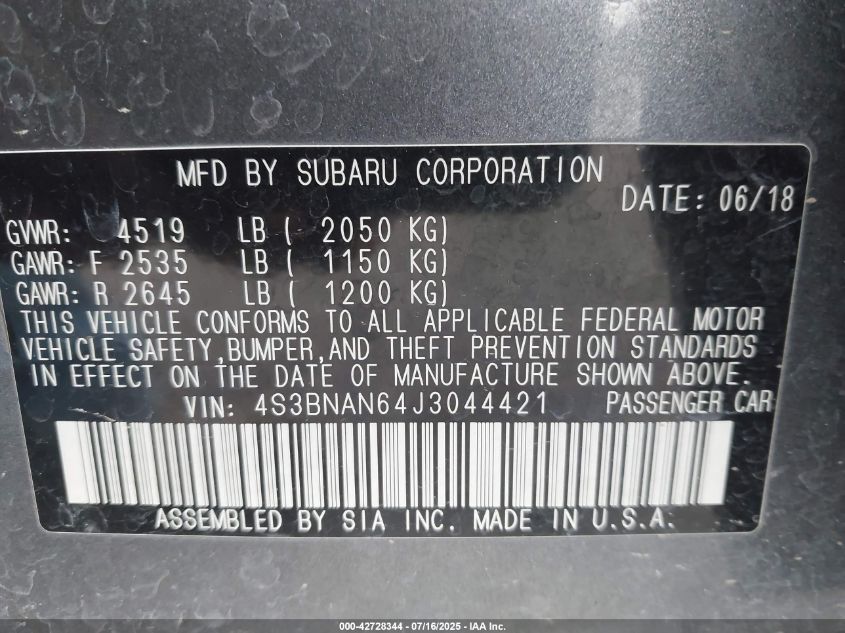 MFD BY SUBARU CORPORATION
DATE: 06/18
GVWR: 4519 LB ( 2050 KG)
GAWR: F 2535 LB ( 1150 KG)
GAWR: R 2645 LB ( 1200 KG)
THIS VEHICLE CONFORMS TO ALL APPLICABLE FEDERAL MOTOR
VEHICLE SAFETY,BUMPER,AND THEFT PREVENTION STANDARDS
IN EFFECT ON THE DATE OF MANUFACTURE SHOWN ABOVE.
VIN: 4S3BNAN64J3044421 PASSENGER CAR
ASSEMBLED BY SIA INC. MADE IN U.S.A.
000-42728344 - 07/16/2025 - IAA Inc.